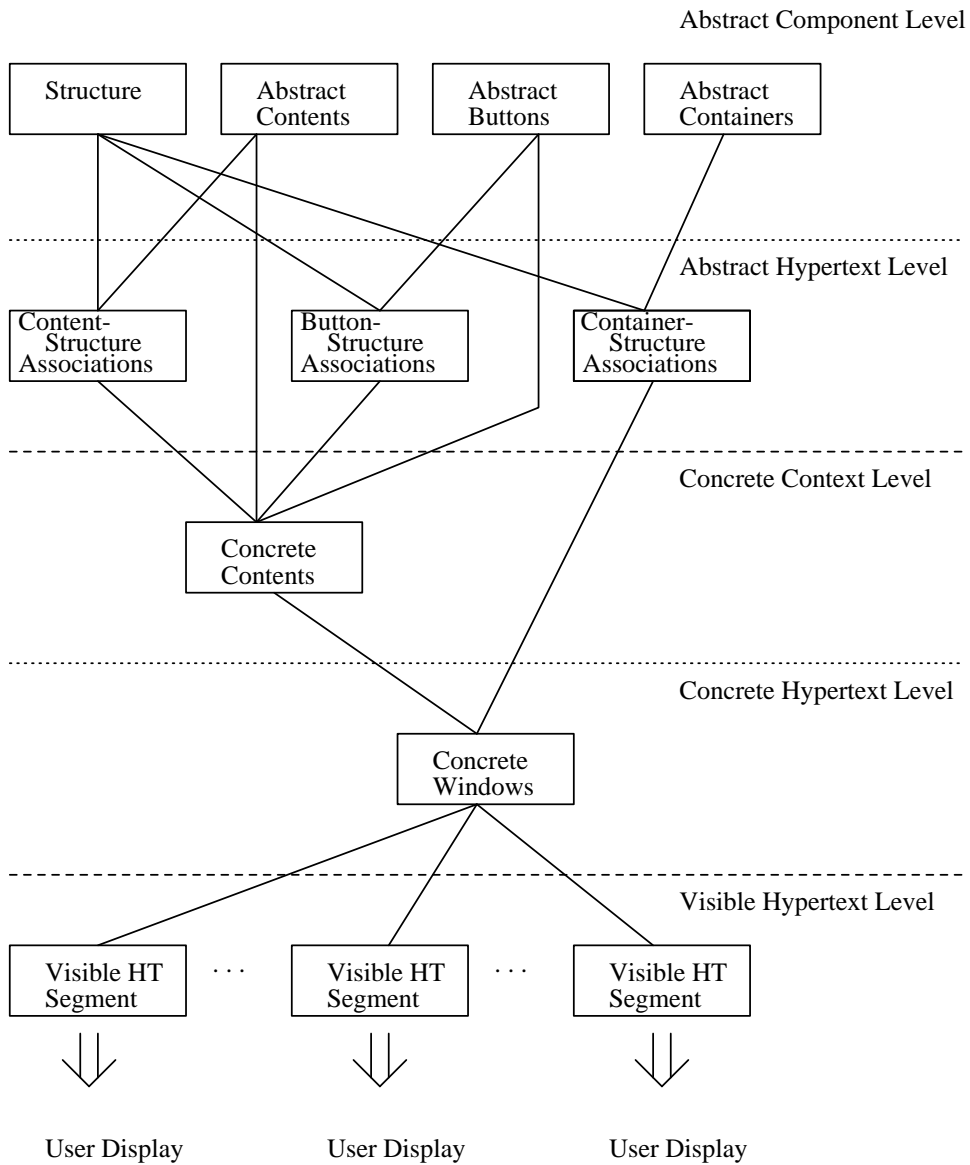 Abstract Component Level
Structure
Abstract
Contents
Abstract
Buttons
Abstract
Containers
Abstract Hypertext Level
Content-
Structure
Associations
Button-
Structure
Associations
Container-
Structure
Associations
Concrete Context Level
Concrete
Contents
Concrete Hypertext Level
Concrete
Windows
Visible Hypertext Level
Visible HT
Segment
. . .
Visible HT
Segment
. . .
Visible HT
Segment
User Display
User Display
User Display